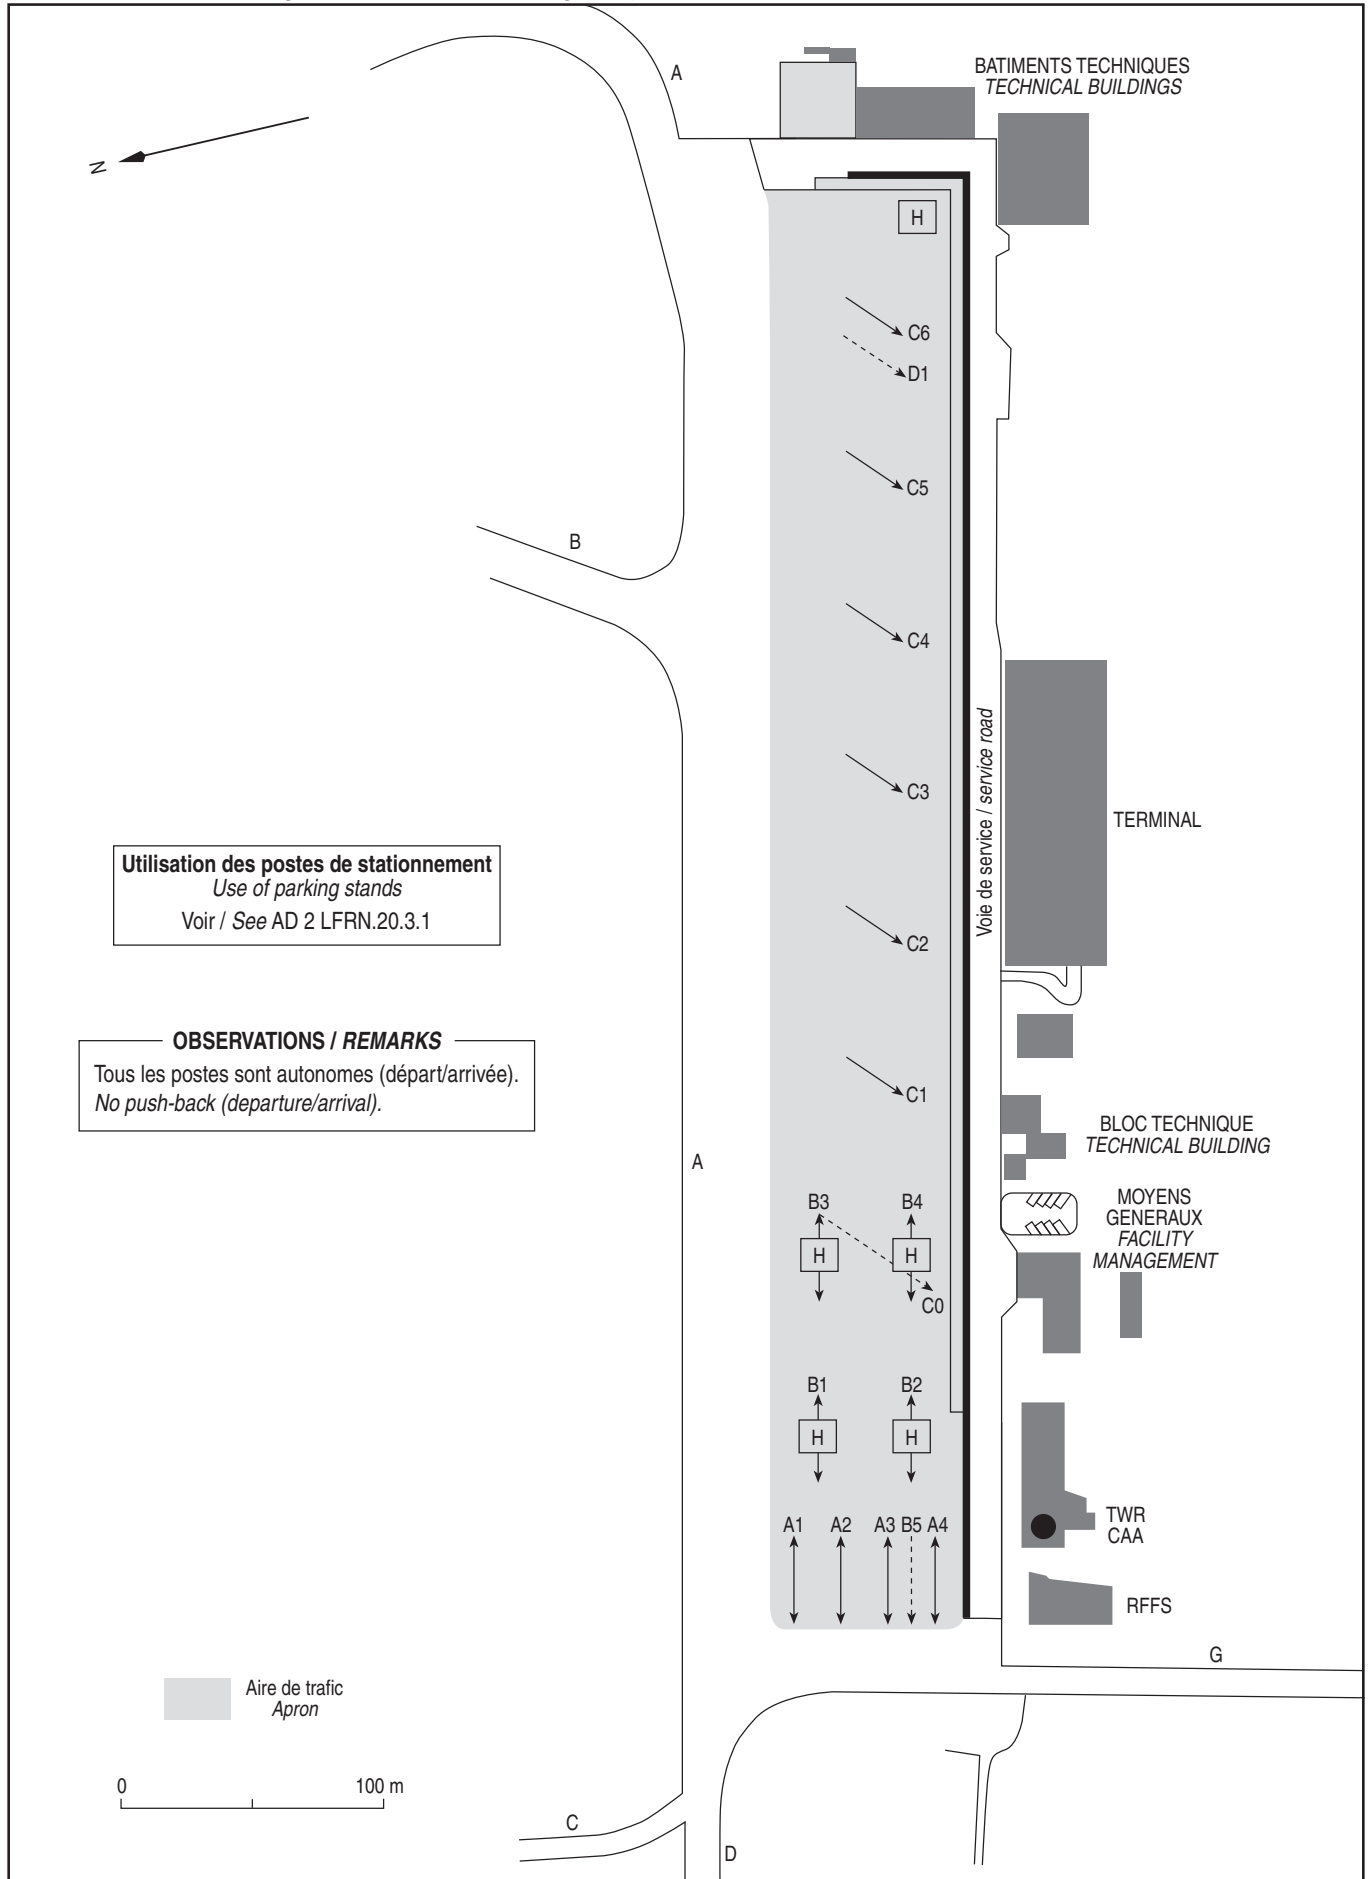 A
BATIMENTS TECHNIQUES
TECHNICAL BUILDINGS
N
H
C6
D1
C5
B
C4
Voie de service / service road
C3
TERMINAL
Utilisation des postes de stationnement
Use of parking stands
Voir / See AD 2 LFRN.20.3.1
C2
OBSERVATIONS / REMARKS
Tous les postes sont autonomes (départ/arrivée).
No push-back (departure/arrival).
C1
BLOC TECHNIQUE
TECHNICAL BUILDING
A
B3
B4
MOYENS
GENERAUX
FACILITY
MANAGEMENT
H
H
C0
B1
B2
H
H
A1
A2
A3
B5
A4
TWR
CAA
RFFS
G
Aire de trafic
Apron
0
100 m
C
D